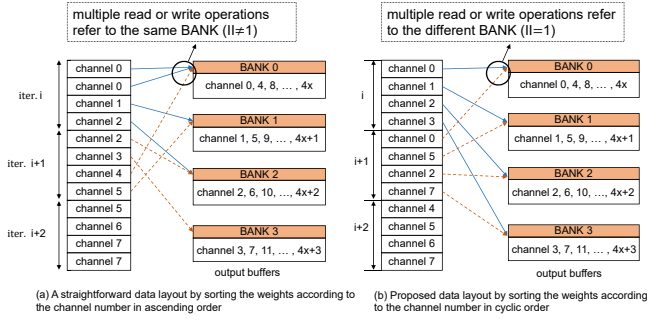 multiple read or write operations
refer to the same BANK (II≠1)
iter. i
iter. i+1
iter. i+2
channel 0
channel 0
channel 1
channel 2
channel 2
channel 3
channel 4
channel 5
channel 5
channel 6
channel 7
channel 7
BANK 0
channel 0, 4, 8, … , 4x
BANK 1
channel 1, 5, 9, … , 4x+1
BANK 2
channel 2, 6, 10, …, 4x+2
BANK 3
channel 3, 7, 11, … , 4x+3
output buffers
(a) A straightforward data layout by sorting the weights according to
the channel number in ascending order
multiple read or write operations refer
to the different BANK (II=1)
i
i+1
i+2
channel 0
channel 1
channel 2
channel 3
channel 0
channel 5
channel 2
channel 7
channel 4
channel 5
channel 6
channel 7
BANK 0
channel 0, 4, 8, … , 4x
BANK 1
channel 1, 5, 9, … , 4x+1
BANK 2
channel 2, 6, 10, …, 4x+2
BANK 3
channel 3, 7, 11, … , 4x+3
output buffers
(b) Proposed data layout by sorting the weights according
to the channel number in cyclic order